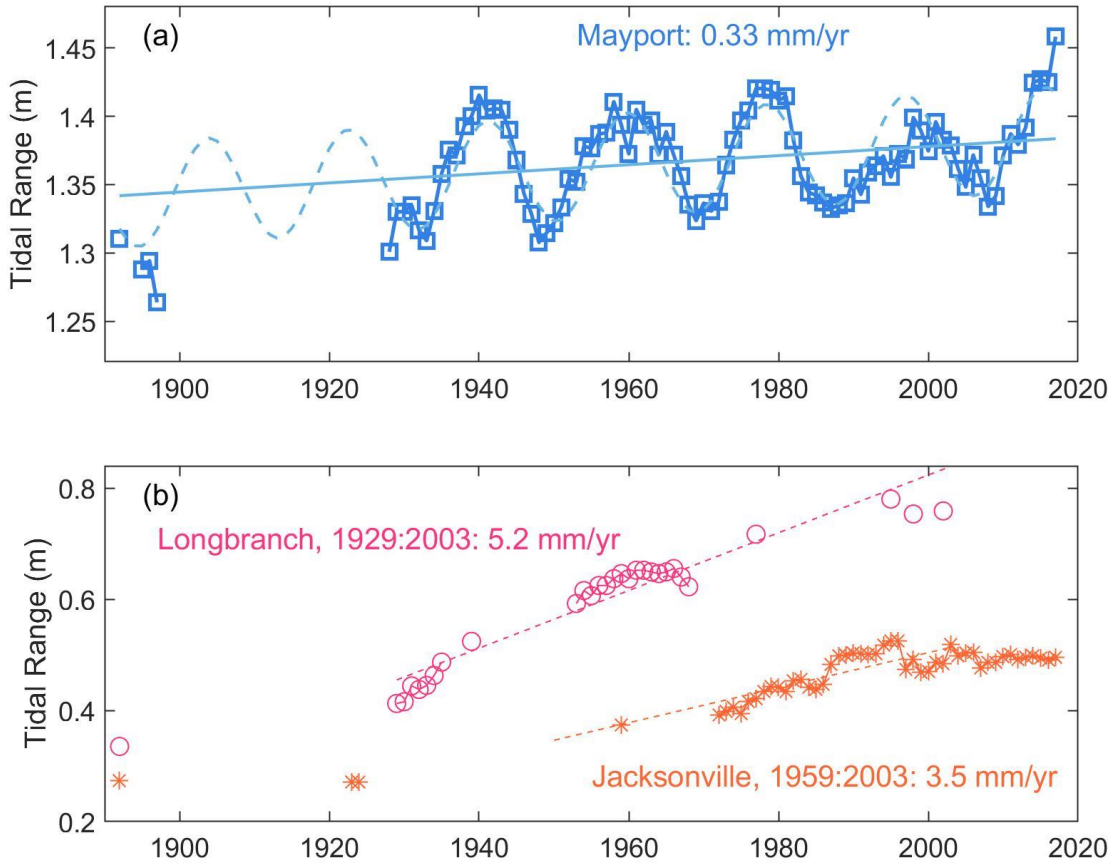 (a)
Mayport: 0.33 mm/yr
Tidal Range (m)
1.45
1.4
1.35
1.3
1.25
1900 1920 1940 1960 1980 2000 2020
(b)
Longbranch, 1929:2003: 5.2 mm/yr
Tidal Range (m)
0.8
0.6
0.4
0.2
Jacksonville, 1959:2003: 3.5 mm/yr
1900 1920 1940 1960 1980 2000 2020